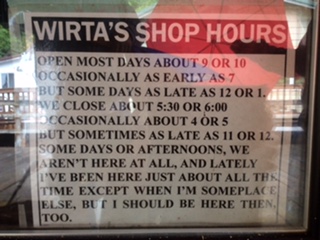 WIRTA'S SHOP HOURS
OPEN MOST DAYS ABOUT 9 OR 10
OCCASIONALLY AS EARLY AS 7
BUT SOME DAYS AS LATE AS 12 OR 1.
WE CLOSE ABOUT 5:30 OR 6:00
OCCASIONALLY ABOUT 4 OR 5
BUT SOMETIMES AS LATE AS 11 OR 12.
SOME DAYS OR AFTERNOONS, WE
AREN'T HERE AT ALL, AND LATELY
I'VE BEEN HERE JUST ABOUT ALL THE
TIME EXCEPT WHEN I'M SOMEPLACE
ELSE, BUT I SHOULD BE HERE THEN,
TOO.